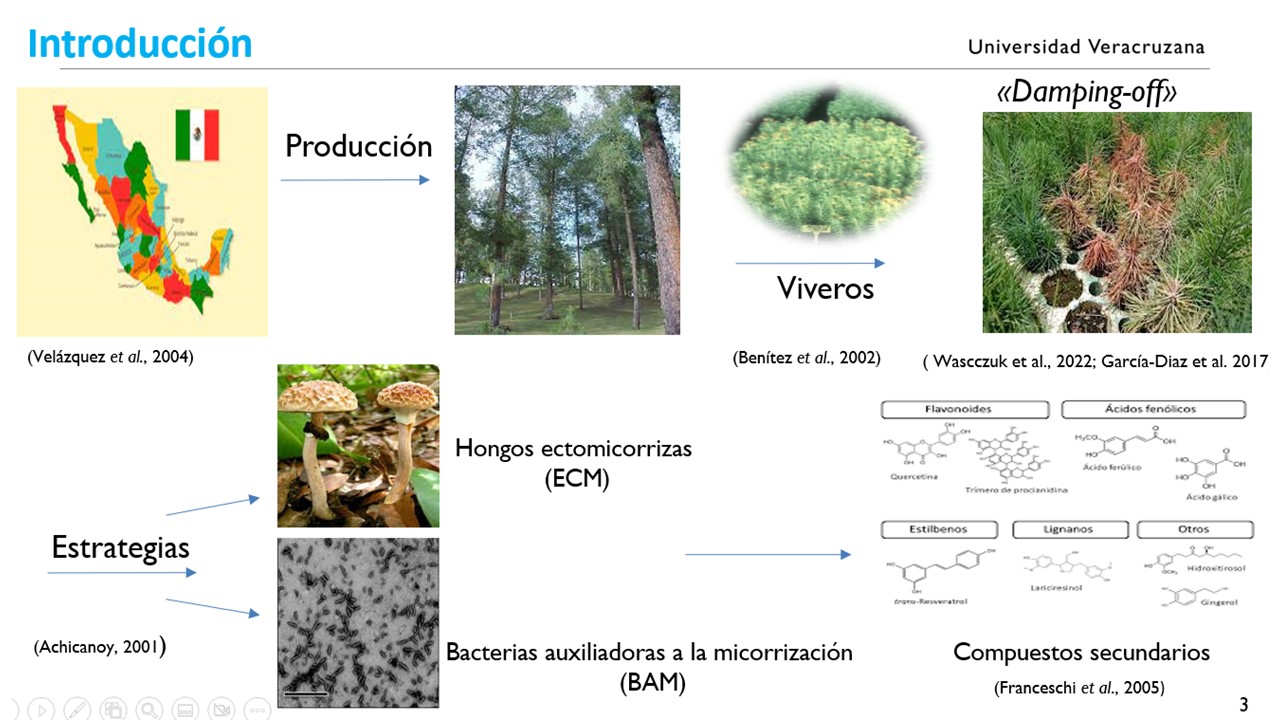 Introducción
Universidad Veracruzana
«Damping-off»
Producción
Viveros
(Velázquez et al., 2004)
(Benítez et al., 2002)
( Wascczuk et al., 2022; García-Diaz et al. 2017
Hongos ectomicorrizas
(ECM)
Flavonoides
Ácidos fenólicos
Quercetina
Trímero de procianidina
Ácido ferúlico
Ácido gálico
Estrategias
Estilbenos
Lignanos
Otros
trans-Resveratrol
Lariciresinol
Hidroxitirosol
Gingerol
(Achicanoy, 2001)
Bacterias auxiliadoras a la micorrización
(BAM)
Compuestos secundarios
(Franceschi et al., 2005)
3